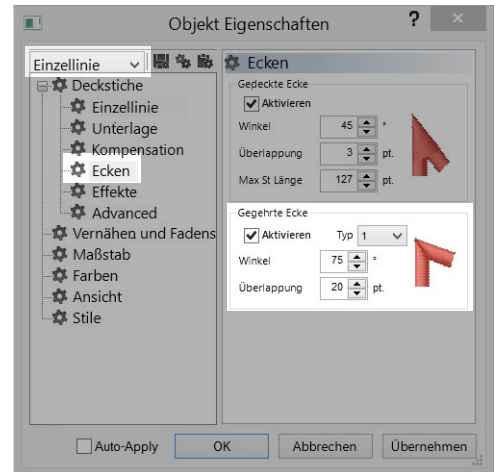 Objekt Eigenschaften ? ×
Einzellinie
Deckstiche
Einzellinie
Unterlage
Kompensation
Ecken
Effekte
Advanced
Vernähen und Fadens
Maßstab
Farben
Ansicht
Stile
Ecken
Gedeckte Ecke
Aktivieren
Winkel 45 °
Überlappung 3 pt.
Max St Länge 127 pt.
Gegehrte Ecke
Aktivieren Typ 1
Winkel 75 °
Überlappung 20 pt.
Auto-Apply OK Abbrechen Übernehmen